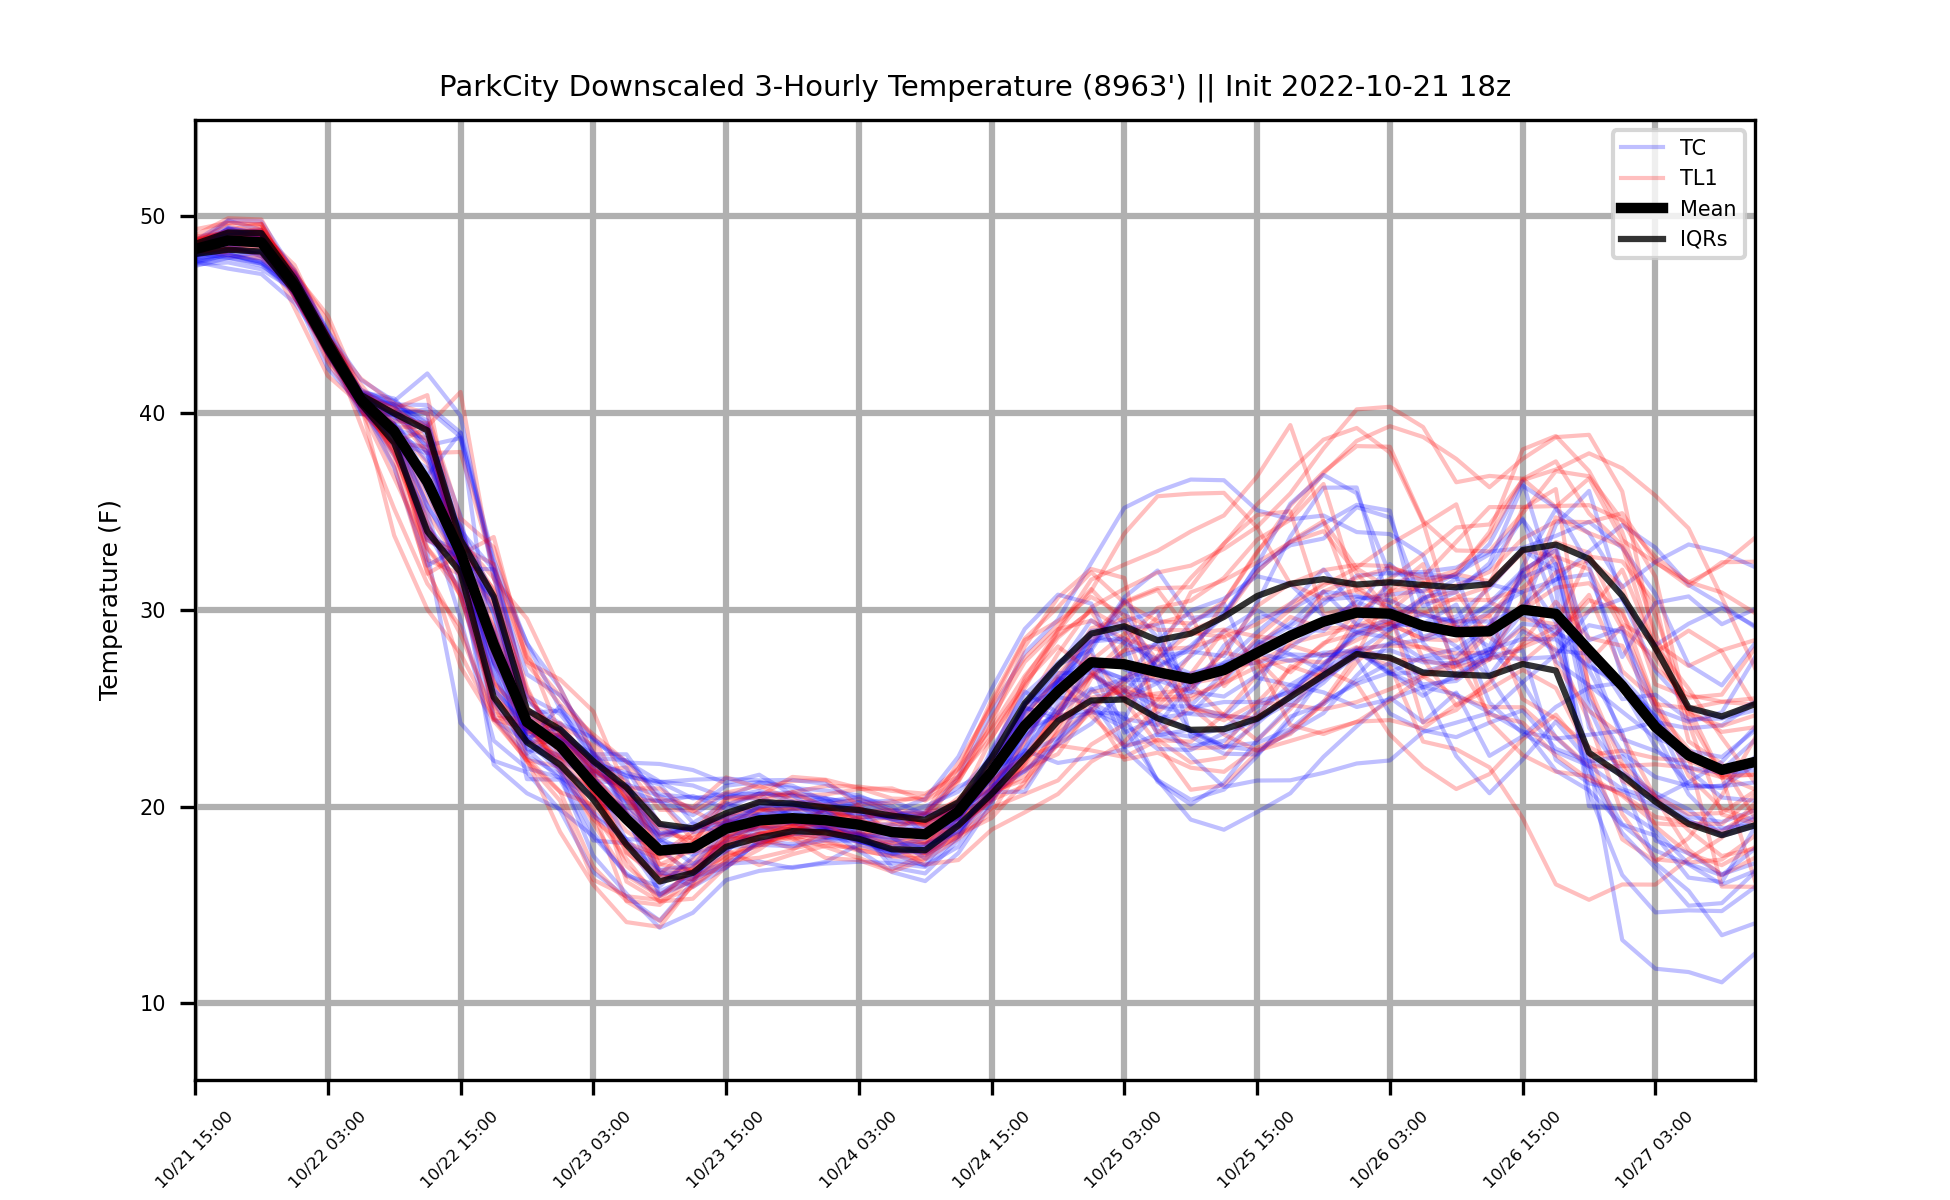 ParkCity Downscaled 3-Hourly Temperature (8963') || Init 2022-10-21 18z
TC
TL1
Mean
IQRs
Temperature (F)
50
40
30
20
10
10/21 15:00
10/22 03:00
10/22 15:00
10/23 03:00
10/23 15:00
10/24 03:00
10/24 15:00
10/25 03:00
10/25 15:00
10/26 03:00
10/26 15:00
10/27 03:00